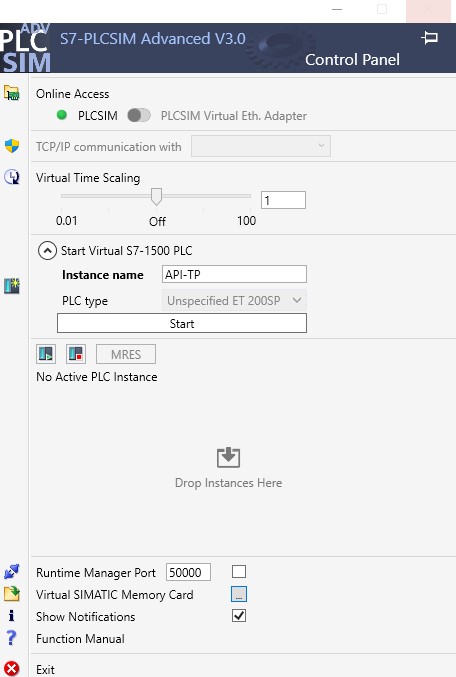 ADV
PLC
SIM
S7-PLCSIM Advanced V3.0
Control Panel
Online Access
PLCSIM PLCSIM Virtual Eth. Adapter
TCP/IP communication with
Virtual Time Scaling
1
0.01 Off 100
Start Virtual S7-1500 PLC
Instance name API-TP
PLC type Unspecified ET 200SP
Start
MRES
No Active PLC Instance
Drop Instances Here
Runtime Manager Port 50000
Virtual SIMATIC Memory Card ...
Show Notifications
Function Manual
Exit